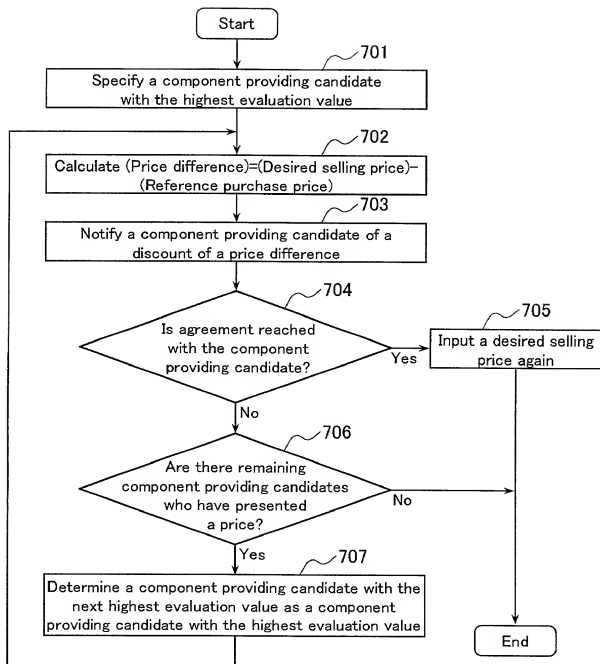 Start
701
Specify a component providing candidate
with the highest evaluation value
702
Calculate (Price difference)=(Desired selling price)-
(Reference purchase price)
703
Notify a component providing candidate of a
discount of a price difference
704
Is agreement reached
with the component
providing candidate?
Yes
705
Input a desired selling
price again
No
706
Are there remaining
component providing candidates
who have presented
a price?
No
Yes
707
Determine a component providing candidate with the
next highest evaluation value as a component
providing candidate with the highest evaluation value
End